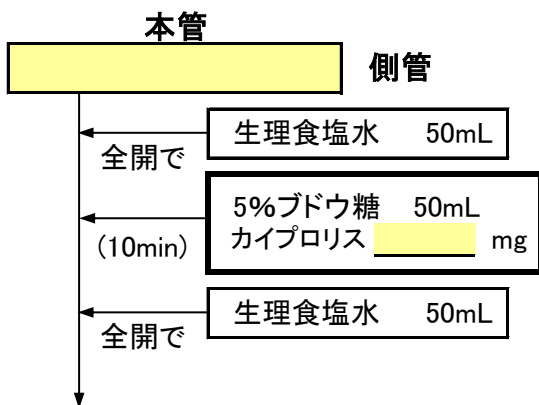 本管
側管
生理食塩水 50mL
全開で
5%ブドウ糖 50mL
カイプロリス mg
(10min)
生理食塩水 50mL
全開で